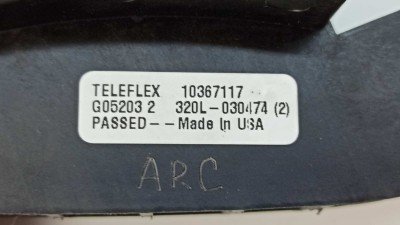 TELEFLEX 10367117
G05203 2 320L-030474 (2)
PASSED--Made In USA
ARC